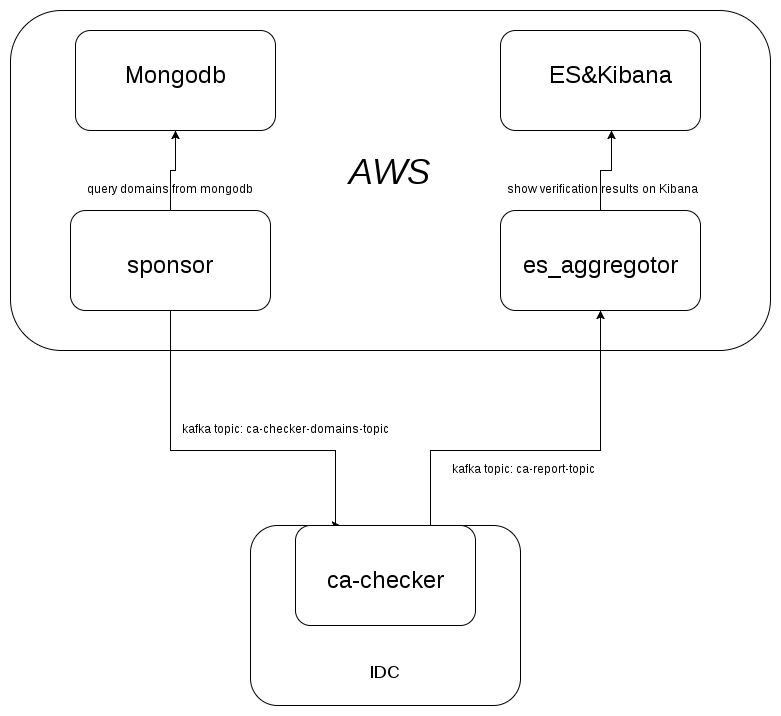 Mongodb
ES&Kibana
AWS
query domains from mongodb
show verification results on Kibana
sponsor
es_aggregotor
kafka topic: ca-checker-domains-topic
kafka topic: ca-report-topic
ca-checker
IDC